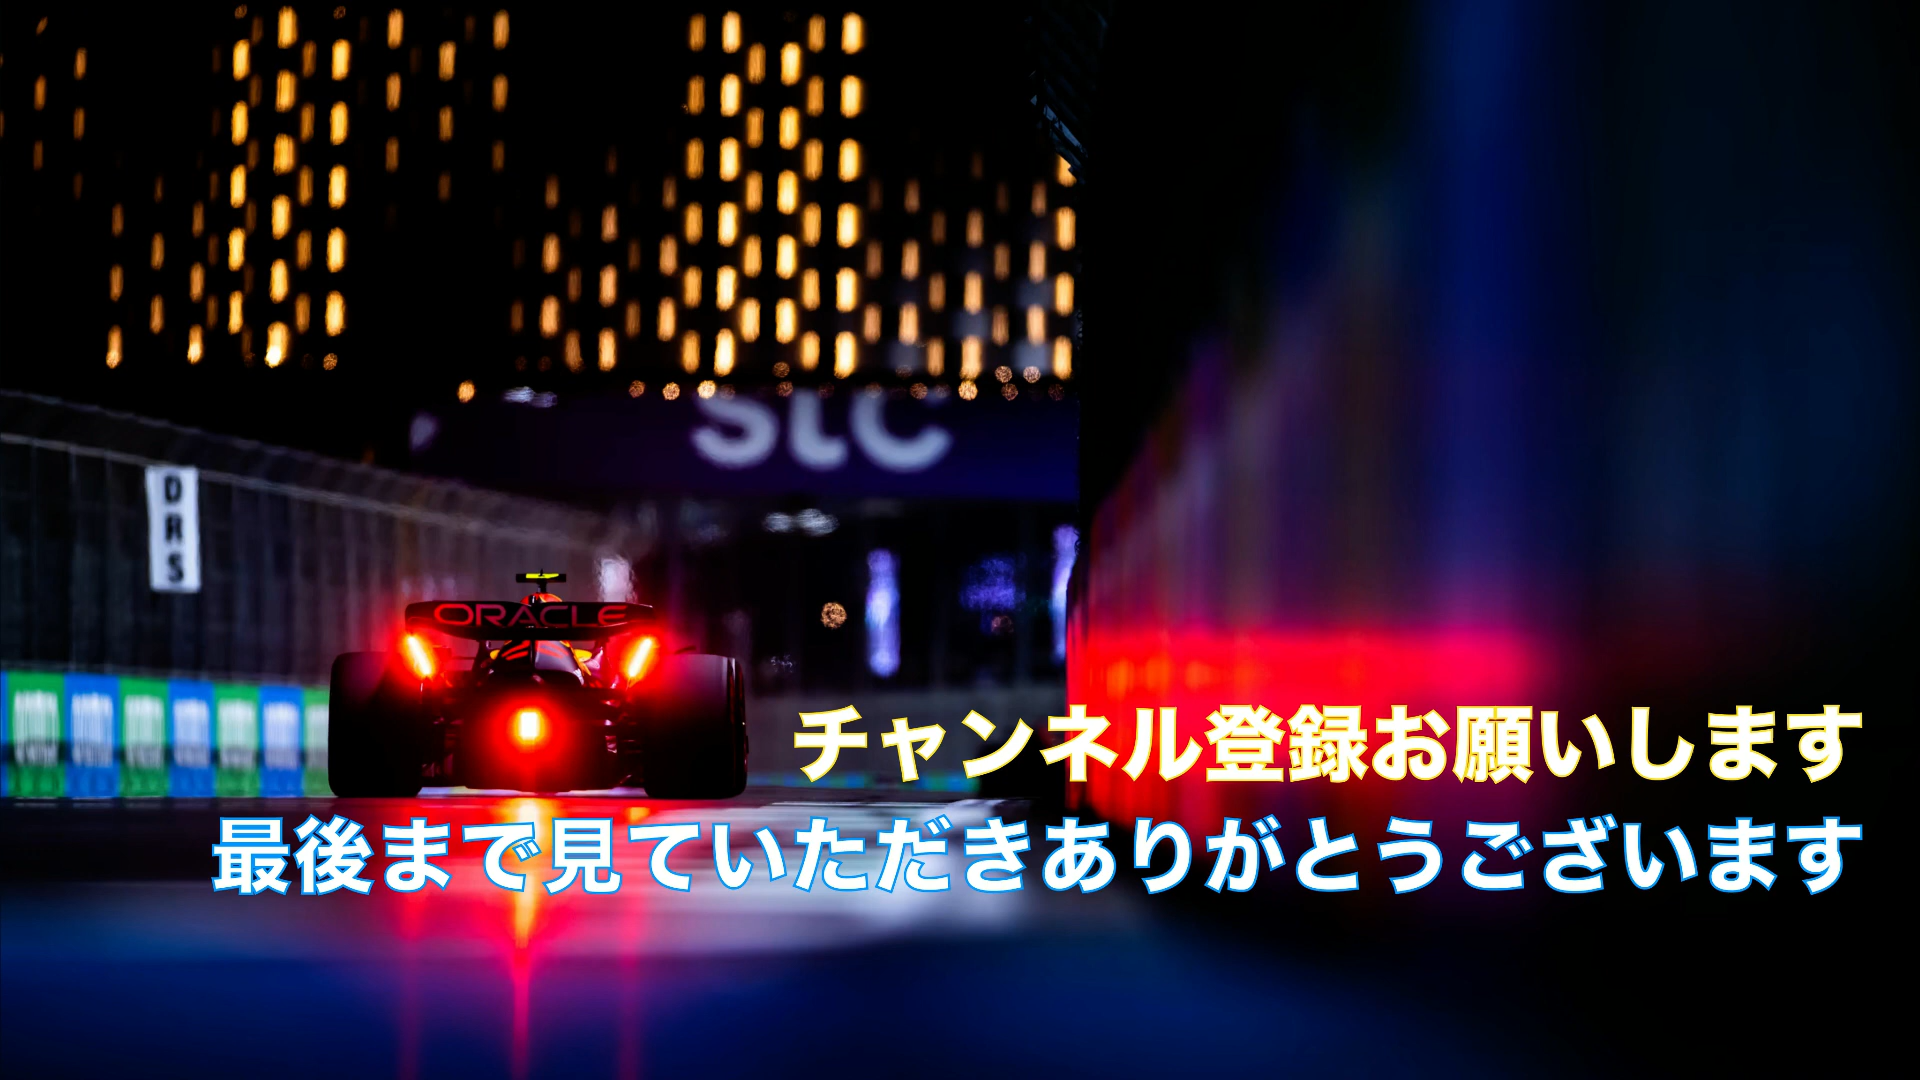 stc
DRS
ORACLE
チャンネル登録お願いします
最後まで見ていただきありがとうございます